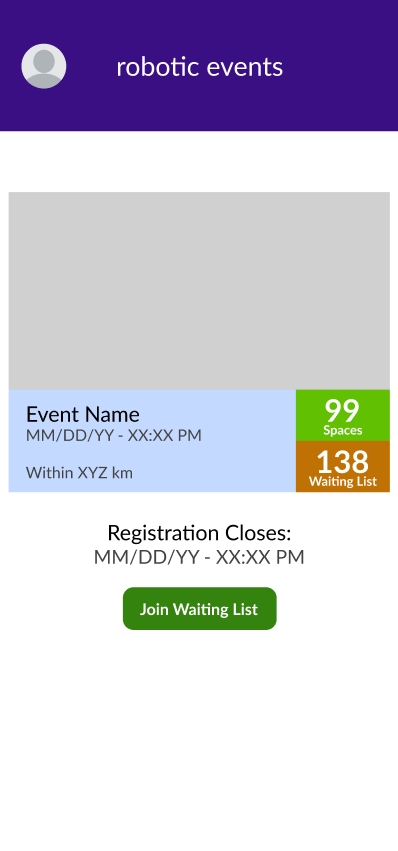 robotic events
Event Name
MM/DD/YY - XX:XX PM
Within XYZ km
99
Spaces
138
Waiting List
Registration Closes:
MM/DD/YY - XX:XX PM
Join Waiting List